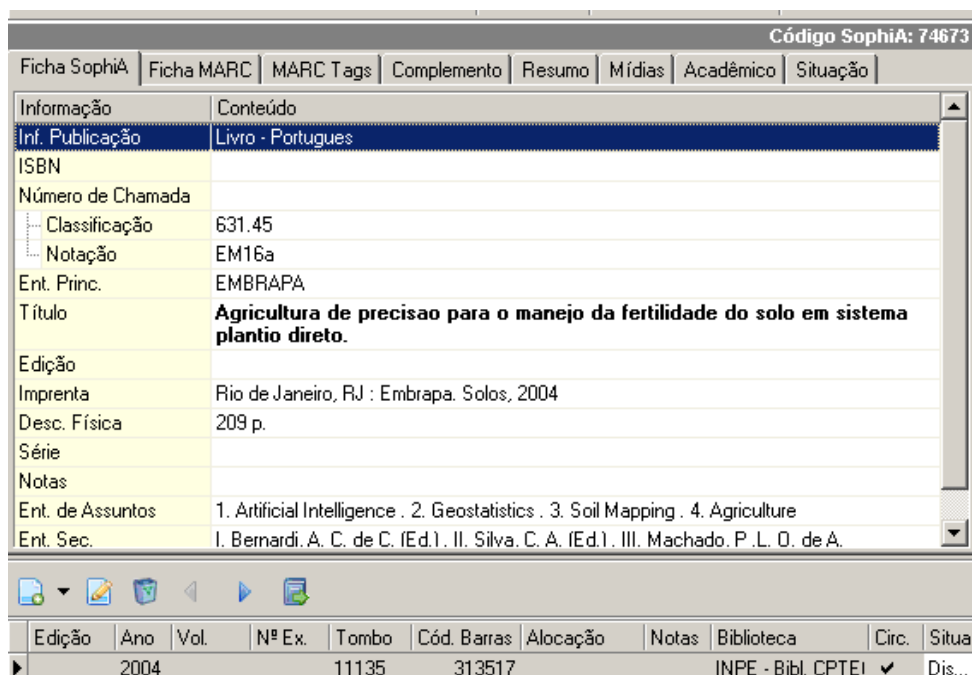 Código SophiA: 74673
Ficha SophiA Ficha MARC MARC Tags Complemento Resumo Mídias Acadêmico Situação
Informação Conteúdo
Inf. Publicação Livro - Portugues
ISBN
Número de Chamada
Classificação 631.45
Notação EM16a
Ent. Princ. EMBRAPA
Título Agricultura de precisao para o manejo da fertilidade do solo em sistema
plantio direto.
Edição
Imprenta Rio de Janeiro, RJ : Embrapa. Solos, 2004
Desc. Física 209 p.
Série
Notas
Ent. de Assuntos 1. Artificial Intelligence . 2. Geostatistics . 3. Soil Mapping . 4. Agriculture
Ent. Sec. I. Bernardi, A. C. de C. (Ed.) . II. Silva, C. A. (Ed.) . III. Machado, P .L. O. de A.
Edição Ano Vol. Nº Ex. Tombo Cód. Barras Alocação Notas Biblioteca Circ. Situa
2004 11135 313517 INPE - Bibl. CPTE Dis...